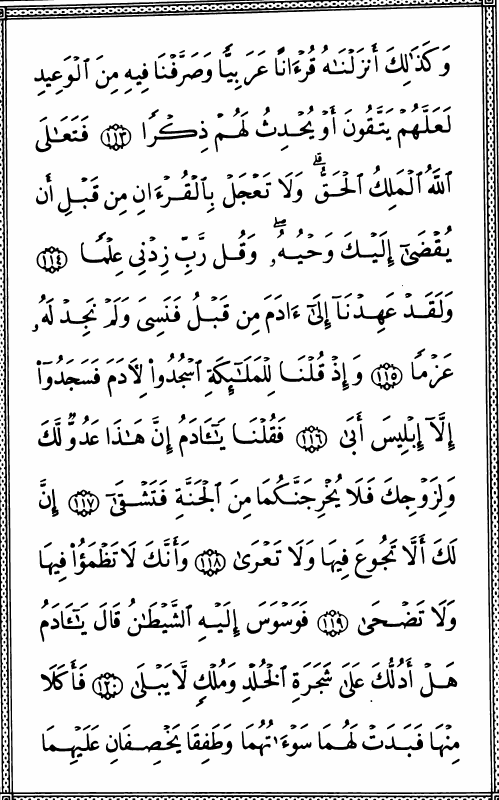 وَكَذَٰلِكَ أَنزَلْنَٰهُ قُرْءَانًا عَرَبِيًّا وَصَرَّفْنَا فِيهِ مِنَ ٱلْوَعِيدِ
لَعَلَّهُمْ يَتَّقُونَ أَوْ يُحْدِثُ لَهُمْ ذِكْرًا ١١٣ فَتَعَٰلَى
ٱللَّهُ ٱلْمَلِكُ ٱلْحَقُّ ۗ وَلَا تَعْجَلْ بِٱلْقُرْءَانِ مِن قَبْلِ أَن
يُقْضَىٰٓ إِلَيْكَ وَحْيُهُۥ ۖ وَقُل رَّبِّ زِدْنِى عِلْمًا ١١٤
وَلَقَدْ عَهِدْنَآ إِلَىٰٓ ءَادَمَ مِن قَبْلُ فَنَسِىَ وَلَمْ نَجِدْ لَهُۥ
عَزْمًا ١١٥ وَإِذْ قُلْنَا لِلْمَلَٰٓئِكَةِ ٱسْجُدُوا۟ لِءَادَمَ فَسَجَدُوٓا۟
إِلَّآ إِبْلِيسَ أَبَىٰ ١١٦ فَقُلْنَا يَٰٓـَٔادَمُ إِنَّ هَٰذَا عَدُوٌّ لَّكَ
وَلِزَوْجِكَ فَلَا يُخْرِجَنَّكُمَا مِنَ ٱلْجَنَّةِ فَتَشْقَىٰٓ ١١٧ إِنَّ
لَكَ أَلَّا تَجُوعَ فِيهَا وَلَا تَعْرَىٰ ١١٨ وَأَنَّكَ لَا تَظْمَؤُا۟ فِيهَا
وَلَا تَضْحَىٰ ١١٩ فَوَسْوَسَ إِلَيْهِ ٱلشَّيْطَٰنُ قَالَ يَٰٓـَٔادَمُ
هَلْ أَدُلُّكَ عَلَىٰ شَجَرَةِ ٱلْخُلْدِ وَمُلْكٍ لَّا يَبْلَىٰ ١٢٠ فَأَكَلَا
مِنْهَا فَبَدَتْ لَهُمَا سَوْءَٰتُهُمَا وَطَفِقَا يَخْصِفَانِ عَلَيْهِمَا